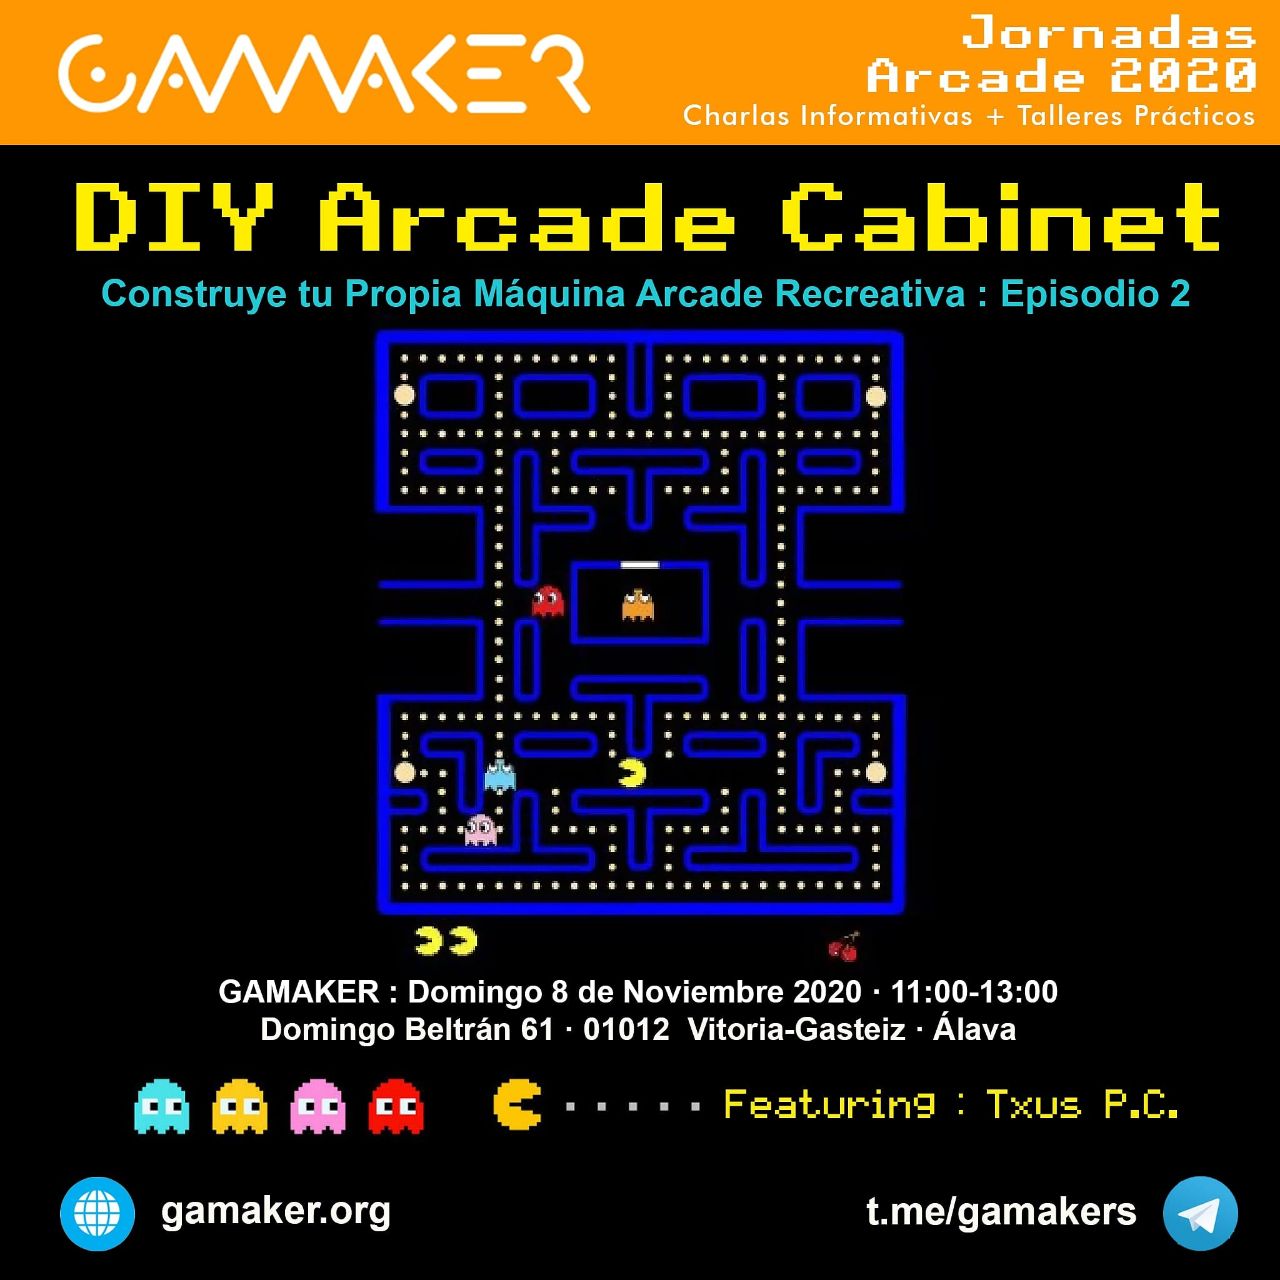 GAMAKER
Jornadas
Arcade 2020
Charlas Informativas + Talleres Prácticos
DIY Arcade Cabinet
Construye tu Propia Máquina Arcade Recreativa : Episodio 2
GAMAKER : Domingo 8 de Noviembre 2020 · 11:00-13:00
Domingo Beltrán 61 · 01012 Vitoria-Gasteiz · Álava
Featuring : Txus P.C.
gamaker.org
t.me/gamakers